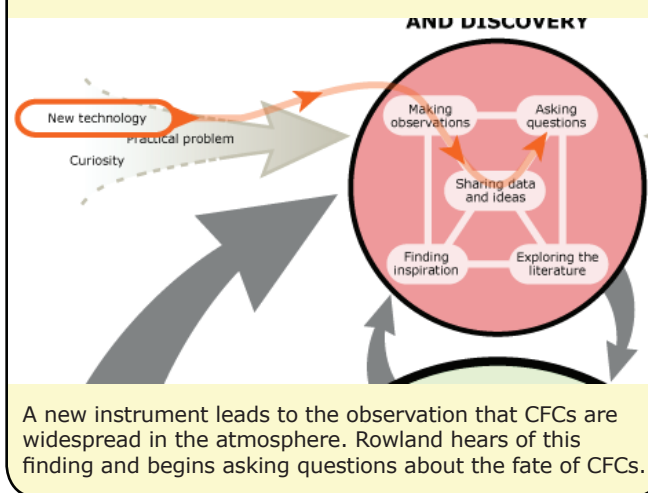 AND DISCOVERY
New technology
Practical problem
Curiosity
Making
observations
Asking
questions
Sharing data
and ideas
Finding
inspiration
Exploring the
literature
A new instrument leads to the observation that CFCs are
widespread in the atmosphere. Rowland hears of this
finding and begins asking questions about the fate of CFCs.